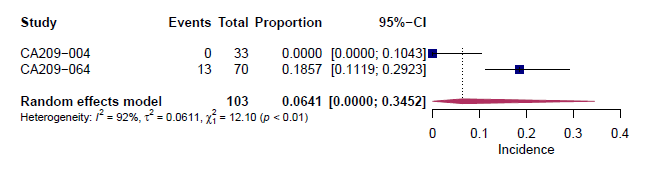 Study Events Total Proportion 95%−CI
CA209−004 0 33 0.0000 [0.0000; 0.1043]
CA209−064 13 70 0.1857 [0.1119; 0.2923]
Random effects model 103 0.0641 [0.0000; 0.3452]
Heterogeneity: I² = 92%, τ² = 0.0611, χ²₁ = 12.10 (p < 0.01)
0 0.1 0.2 0.3 0.4
Incidence